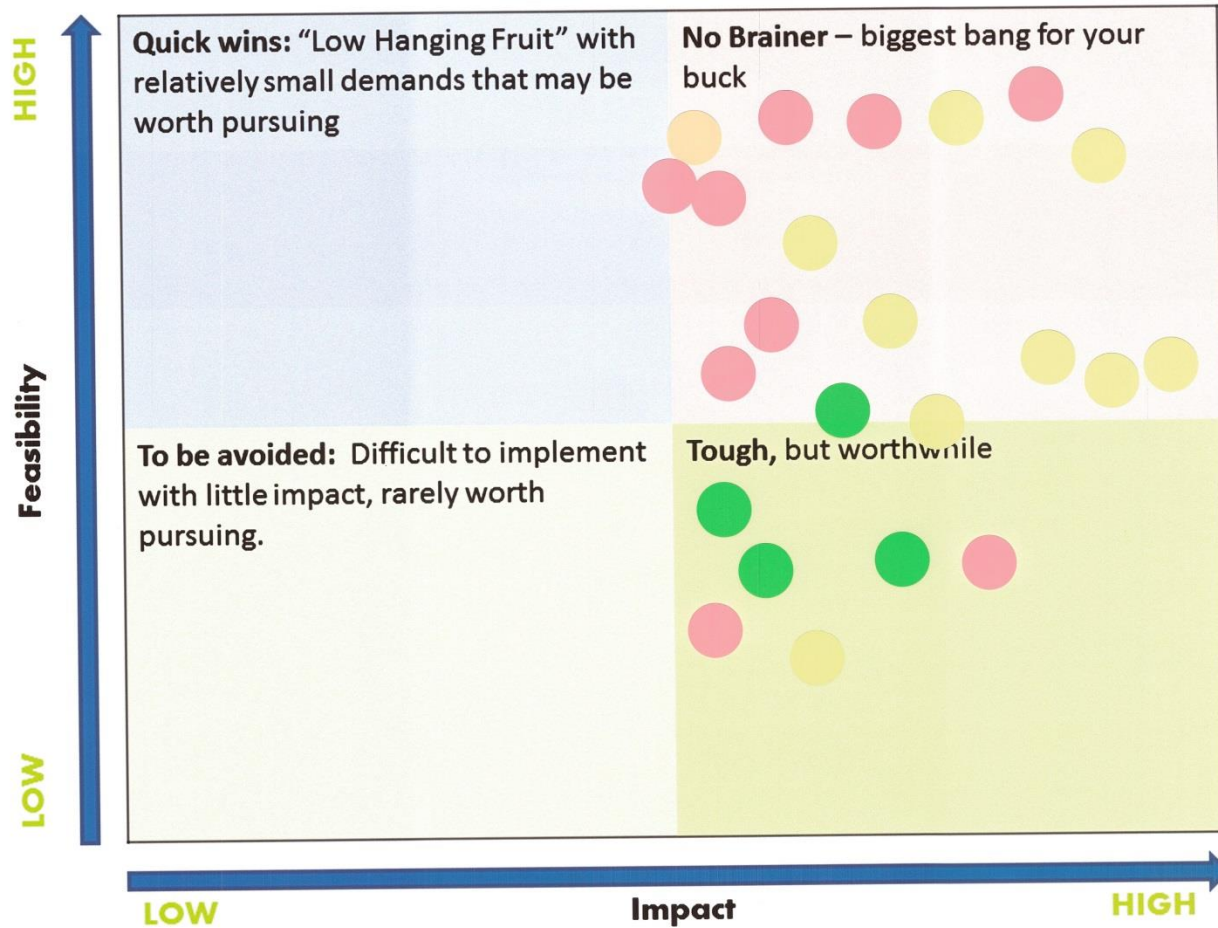 HIGH
Quick wins: “Low Hanging Fruit” with
relatively small demands that may be
worth pursuing
No Brainer – biggest bang for your
buck
Feasibility
To be avoided:  Difficult to implement
with little impact, rarely worth
pursuing.
Tough, but worthwhile
LOW
LOW
Impact
HIGH